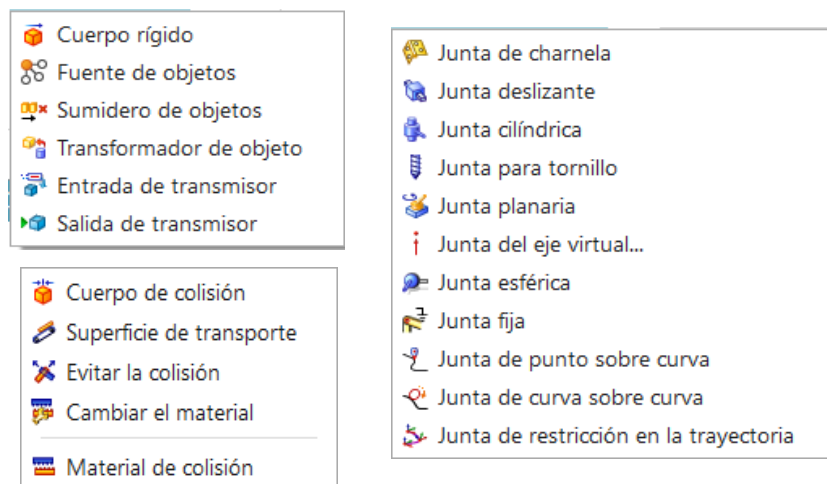 Cuerpo rígido
Fuente de objetos
Sumidero de objetos
Transformador de objeto
Entrada de transmisor
Salida de transmisor
Cuerpo de colisión
Superficie de transporte
Evitar la colisión
Cambiar el material
Material de colisión
Junta de charnela
Junta deslizante
Junta cilíndrica
Junta para tornillo
Junta planaria
Junta del eje virtual...
Junta esférica
Junta fija
Junta de punto sobre curva
Junta de curva sobre curva
Junta de restricción en la trayectoria